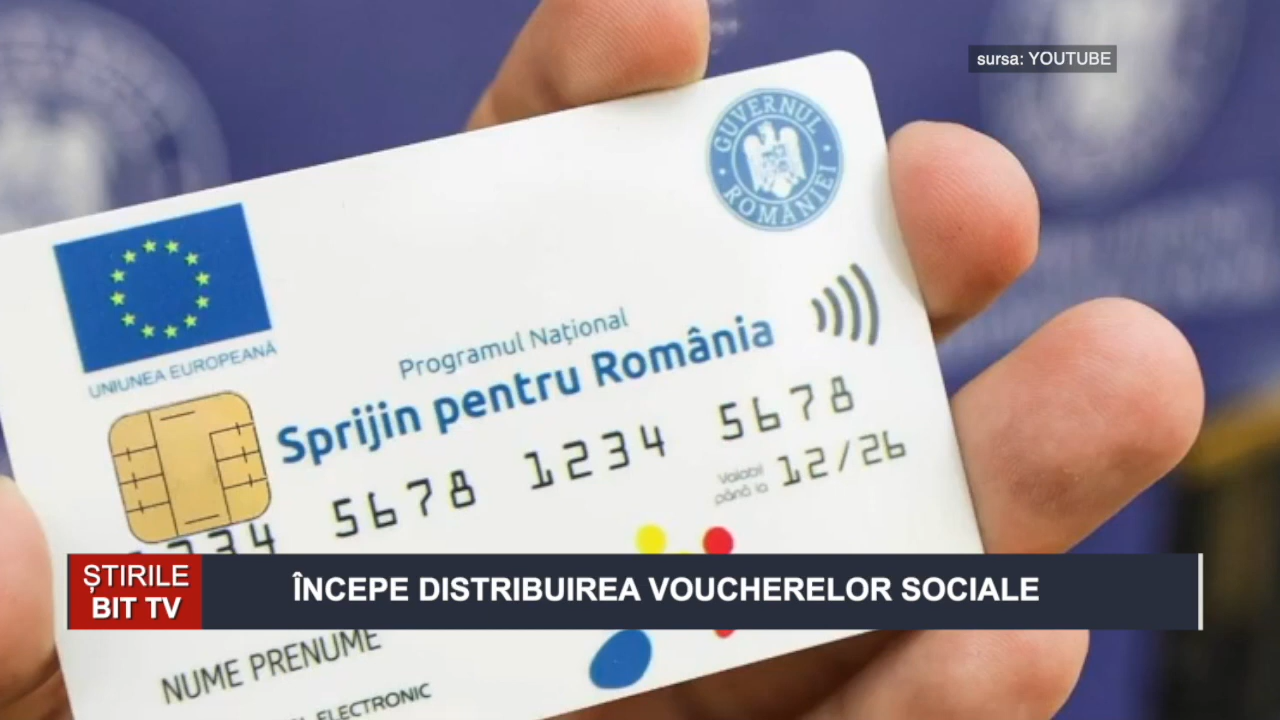 sursa: YOUTUBE
GUVERNUL
ROMÂNIEI
UNIUNEA EUROPEANĂ
Programul Național
Sprijin pentru România
1234 5678 1234 5678
Valabil
până la 12/26
ȘTIRILE
BIT TV
ÎNCEPE DISTRIBUIREA VOUCHERELOR SOCIALE
NUME PRENUME
ELECTRONIC